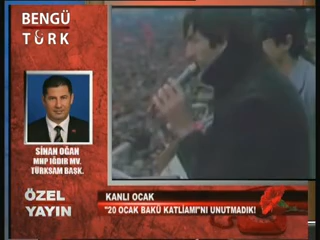 BENGÜ
TÜRK
SİNAN OĞAN
MHP IĞDIR MV.
TÜRKSAM BAŞK.
ÖZEL
YAYIN
KANLI OCAK
"20 OCAK BAKÜ KATLİAMI"NI UNUTMADIK!